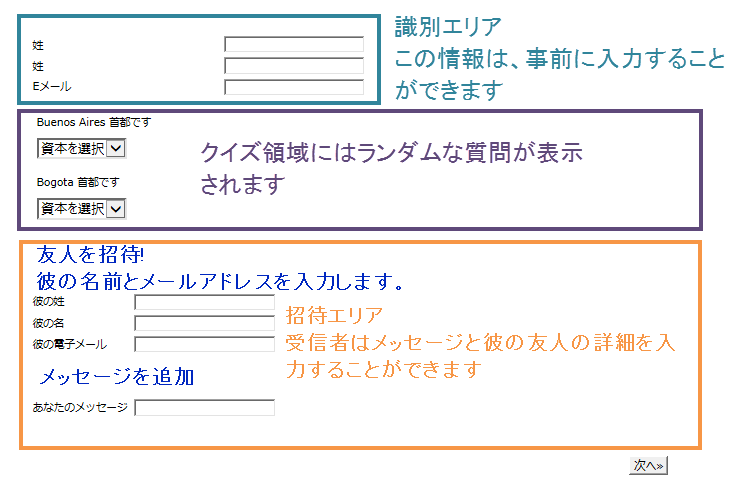 識別エリア
この情報は、事前に入力すること
ができます
姓
姓
Eメール
Buenos Aires 首都です
資本を選択
クイズ領域にはランダムな質問が表示
されます
Bogota 首都です
資本を選択
友人を招待!
彼の名前とメールアドレスを入力します。
彼の姓
彼の名
彼の電子メール
招待エリア
受信者はメッセージと彼の友人の詳細を入
力することができます
メッセージを追加
あなたのメッセージ
次へ»